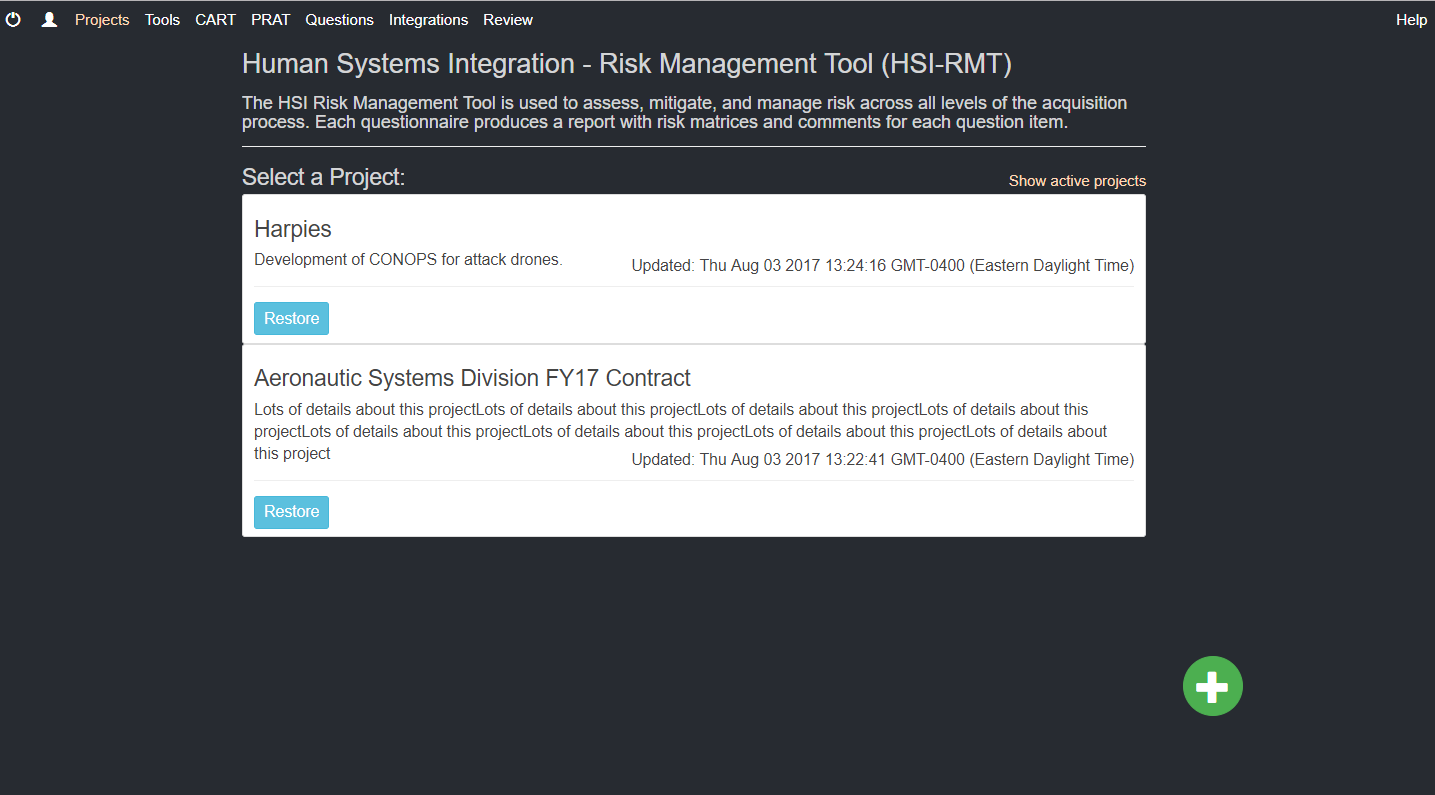 Projects Tools CART PRAT Questions Integrations Review Help
Human Systems Integration - Risk Management Tool (HSI-RMT)
The HSI Risk Management Tool is used to assess, mitigate, and manage risk across all levels of the acquisition
process. Each questionnaire produces a report with risk matrices and comments for each question item.
Select a Project:
Show active projects
Harpies
Development of CONOPS for attack drones.
Updated: Thu Aug 03 2017 13:24:16 GMT-0400 (Eastern Daylight Time)
Restore
Aeronautic Systems Division FY17 Contract
Lots of details about this projectLots of details about this projectLots of details about this projectLots of details about this
projectLots of details about this projectLots of details about this projectLots of details about this projectLots of details about
this project
Updated: Thu Aug 03 2017 13:22:41 GMT-0400 (Eastern Daylight Time)
Restore